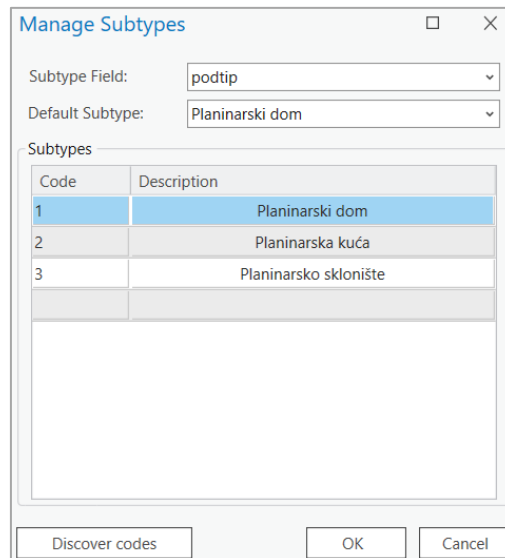 Manage Subtypes
Subtype Field: podtip
Default Subtype: Planinarski dom
Subtypes
Code Description
1 Planinarski dom
2 Planinarska kuća
3 Planinarsko sklonište
Discover codes OK Cancel